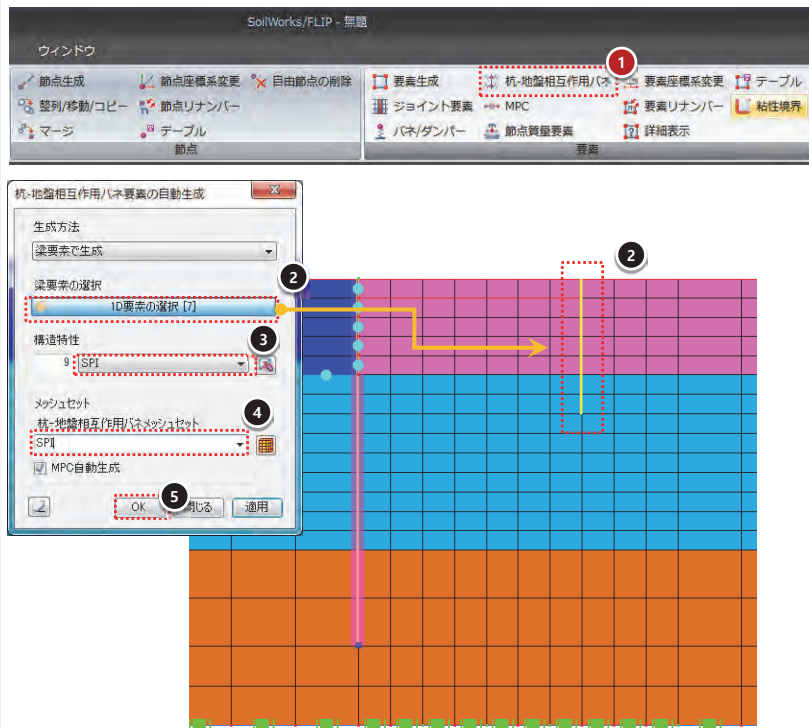 SoilWorks/FLIP - 無題
ウィンドウ
節点生成 節点座標系変更 自由節点の削除
整列/移動/コピー 節点リナンバー
マージ テーブル
節点
1
要素生成 杭-地盤相互作用バネ 要素座標系変更 テーブル
ジョイント要素 MPC 要素リナンバー 粘性境界
バネ/ダンパー 節点質量要素 詳細表示
要素
杭-地盤相互作用バネ要素の自動生成
生成方法
梁要素で生成
梁要素の選択
2
1D要素の選択 [7]
構造特性
3
9 SPI
メッシュセット
4
杭-地盤相互作用バネメッシュセット
SPI
MPC自動生成
5
OK 閉じる 適用
2